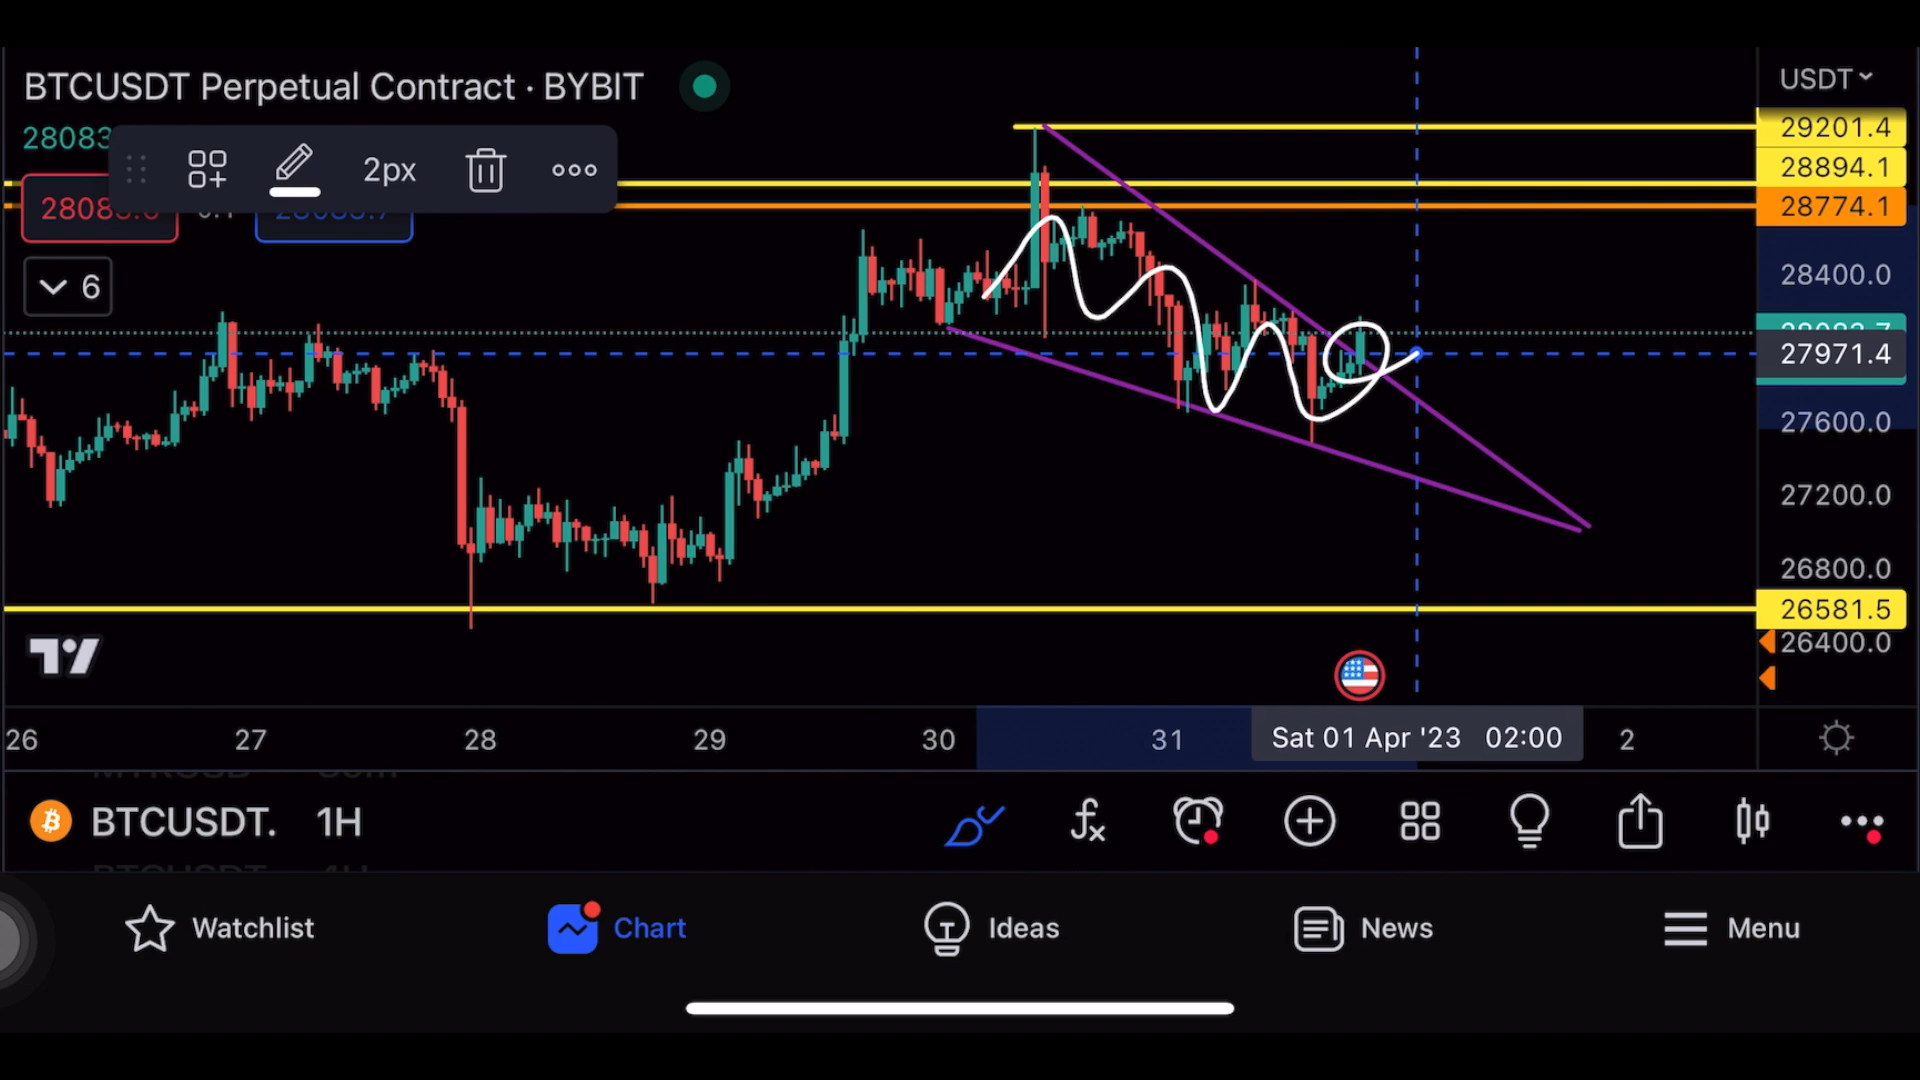 BTCUSDT Perpetual Contract · BYBIT
USDT
28083
2px
6
29201.4
28894.1
28774.1
28400.0
27971.4
27600.0
27200.0
26800.0
26581.5
26400.0
26 27 28 29 30 31 Sat 01 Apr '23 02:00 2
BTCUSDT. 1H
Watchlist Chart Ideas News Menu